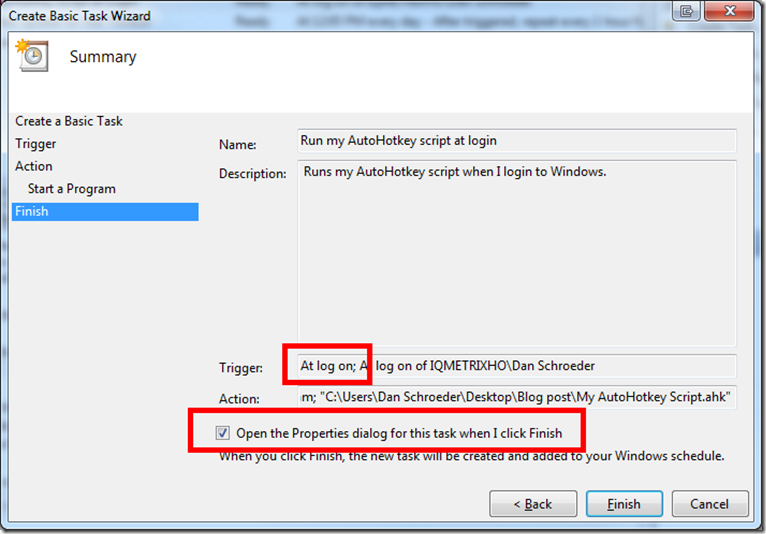 Create Basic Task Wizard
Summary
Create a Basic Task
Trigger
Action
Start a Program
Finish
Name: Run my AutoHotkey script at login
Description: Runs my AutoHotkey script when I login to Windows.
Trigger: At log on; At log on of IQMETRIXHO\Dan Schroeder
Action: m; "C:\Users\Dan Schroeder\Desktop\Blog post\My AutoHotkey Script.ahk"
Open the Properties dialog for this task when I click Finish
When you click Finish, the new task will be created and added to your Windows schedule.
< Back Finish Cancel